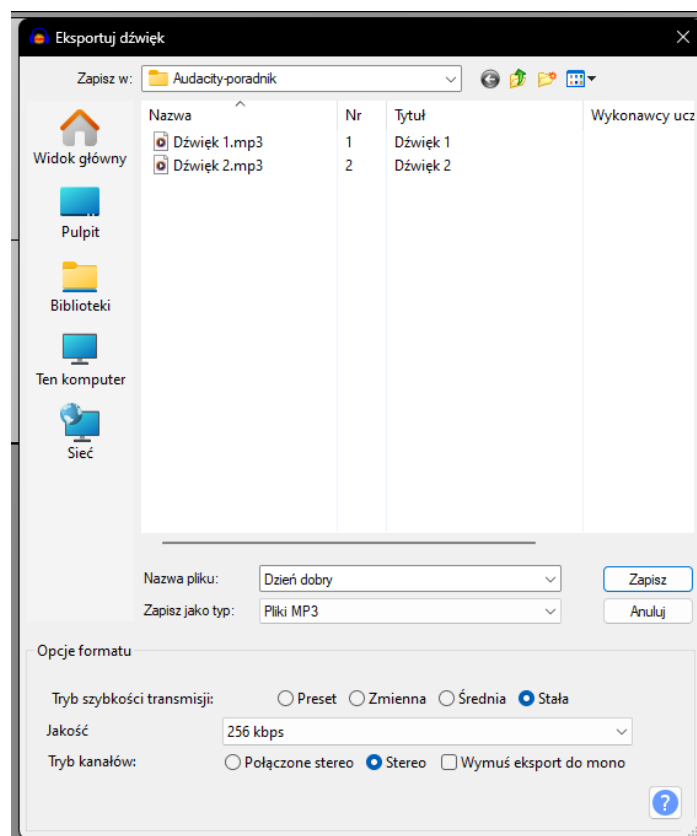 Eksportuj dźwięk
Zapisz w: Audacity-poradnik
Nazwa Nr Tytuł Wykonawcy ucz
Dźwięk 1.mp3 1 Dźwięk 1
Dźwięk 2.mp3 2 Dźwięk 2
Widok główny
Pulpit
Biblioteki
Ten komputer
Sieć
Nazwa pliku: Dzień dobry Zapisz
Zapisz jako typ: Pliki MP3 Anuluj
Opcje formatu
Tryb szybkości transmisji: Preset Zmienna Średnia Stała
Jakość 256 kbps
Tryb kanałów: Połączone stereo Stereo Wymuś eksport do mono
?